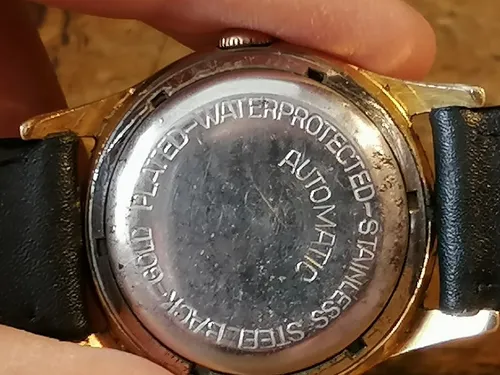 GOLD PLATED-WATERPROTECTED-STAINLESS STEEL BACK-
AUTOMATIC